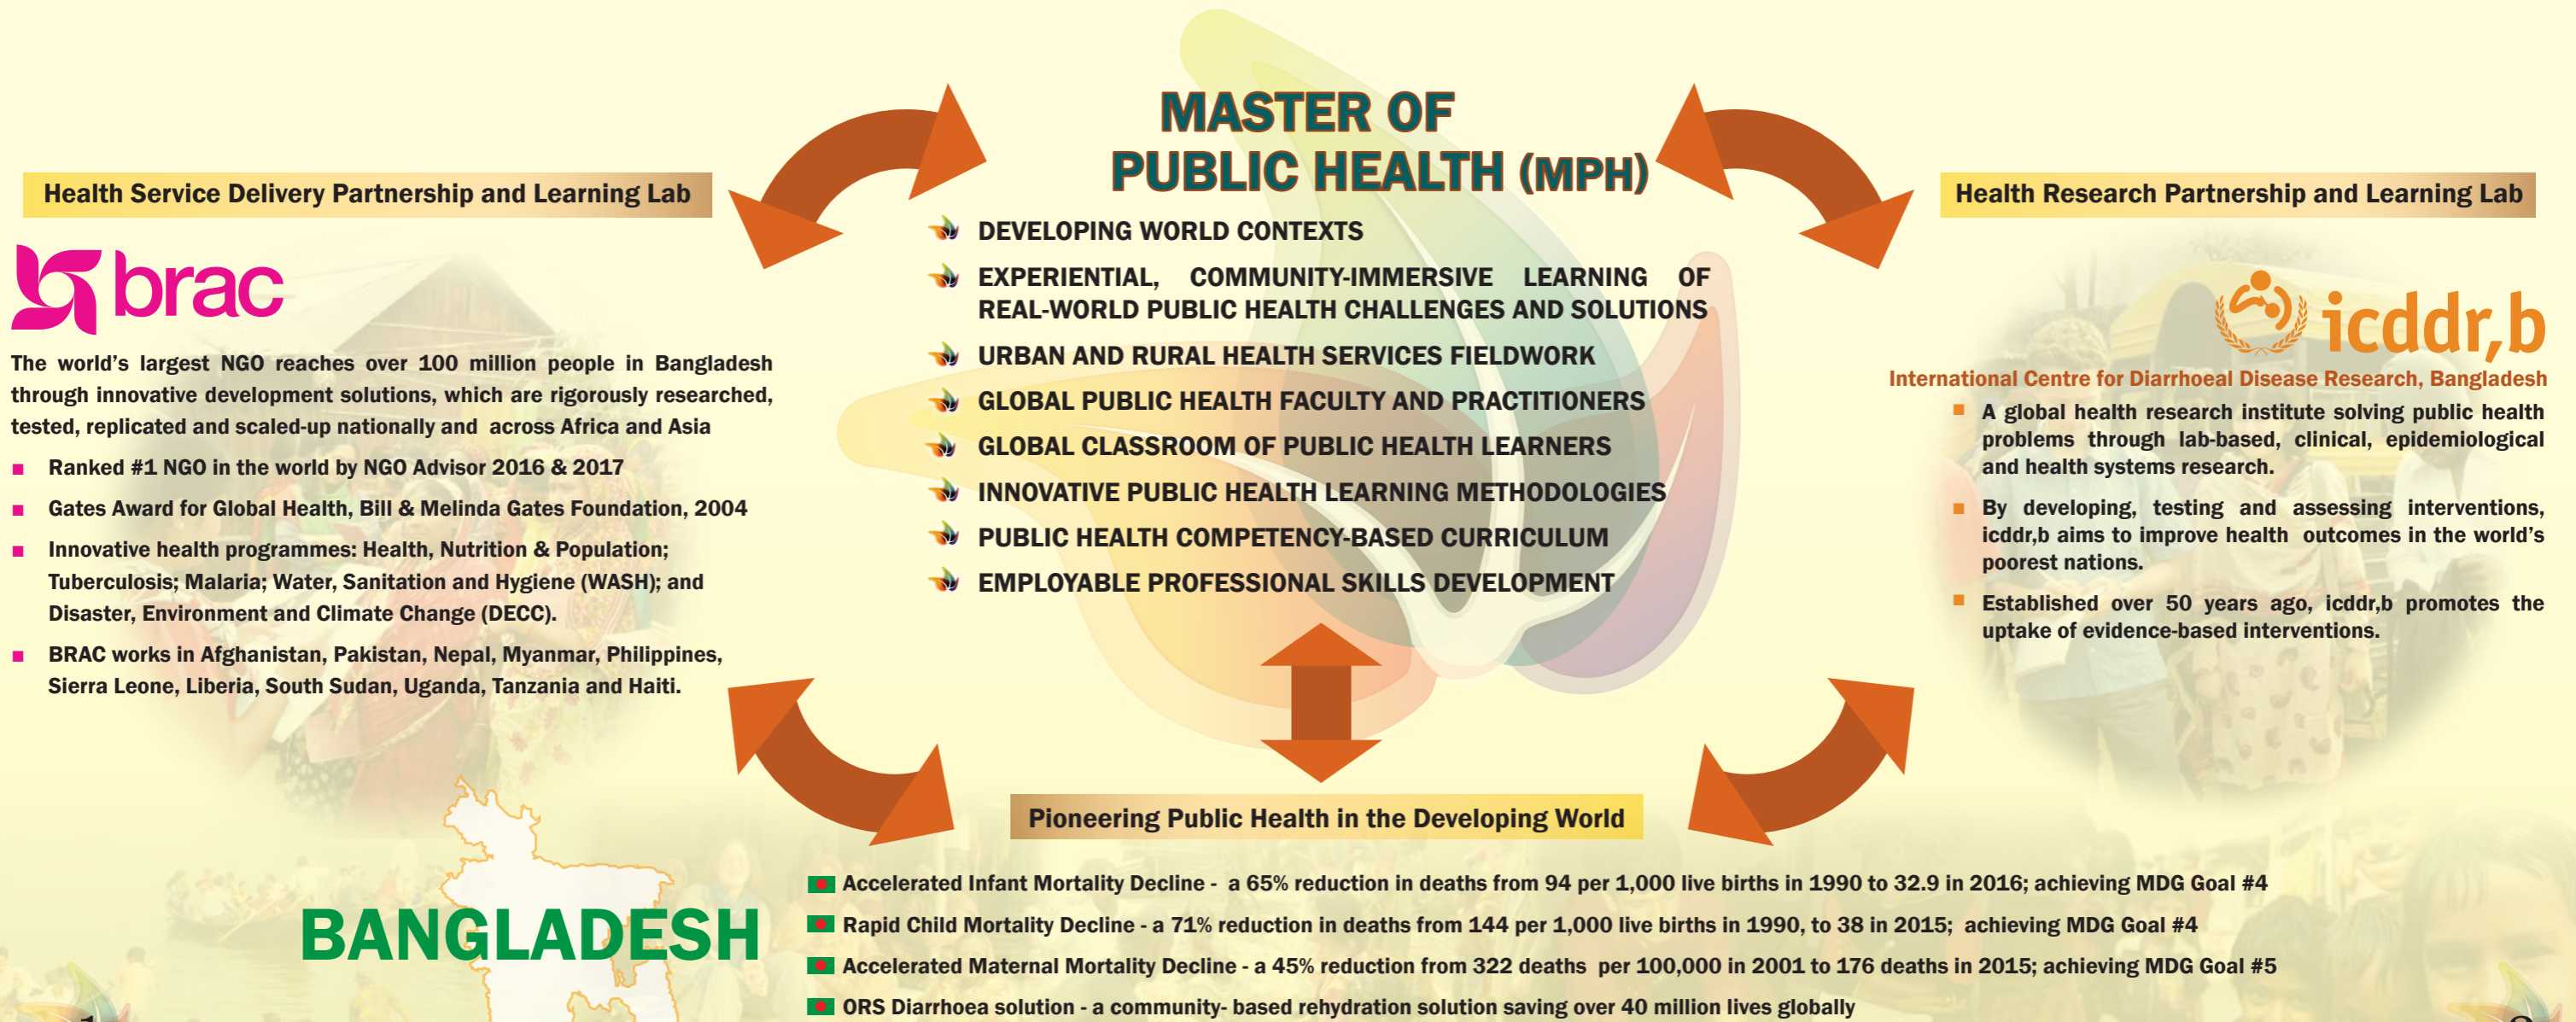 MASTER OF
PUBLIC HEALTH (MPH)
DEVELOPING WORLD CONTEXTS
EXPERIENTIAL, COMMUNITY-IMMERSIVE LEARNING OF
REAL-WORLD PUBLIC HEALTH CHALLENGES AND SOLUTIONS
URBAN AND RURAL HEALTH SERVICES FIELDWORK
GLOBAL PUBLIC HEALTH FACULTY AND PRACTITIONERS
GLOBAL CLASSROOM OF PUBLIC HEALTH LEARNERS
INNOVATIVE PUBLIC HEALTH LEARNING METHODOLOGIES
PUBLIC HEALTH COMPETENCY-BASED CURRICULUM
EMPLOYABLE PROFESSIONAL SKILLS DEVELOPMENT
Health Service Delivery Partnership and Learning Lab
brac
The world's largest NGO reaches over 100 million people in Bangladesh
through innovative development solutions, which are rigorously researched,
tested, replicated and scaled-up nationally and across Africa and Asia
Ranked #1 NGO in the world by NGO Advisor 2016 & 2017
Gates Award for Global Health, Bill & Melinda Gates Foundation, 2004
Innovative health programmes: Health, Nutrition & Population;
Tuberculosis; Malaria; Water, Sanitation and Hygiene (WASH); and
Disaster, Environment and Climate Change (DECC).
BRAC works in Afghanistan, Pakistan, Nepal, Myanmar, Philippines,
Sierra Leone, Liberia, South Sudan, Uganda, Tanzania and Haiti.
Health Research Partnership and Learning Lab
icddr,b
International Centre for Diarrhoeal Disease Research, Bangladesh
A global health research institute solving public health
problems through lab-based, clinical, epidemiological
and health systems research.
By developing, testing and assessing interventions,
icddr,b aims to improve health outcomes in the world's
poorest nations.
Established over 50 years ago, icddr,b promotes the
uptake of evidence-based interventions.
Pioneering Public Health in the Developing World
BANGLADESH
Accelerated Infant Mortality Decline - a 65% reduction in deaths from 94 per 1,000 live births in 1990 to 32.9 in 2016; achieving MDG Goal #4
Rapid Child Mortality Decline - a 71% reduction in deaths from 144 per 1,000 live births in 1990, to 38 in 2015; achieving MDG Goal #4
Accelerated Maternal Mortality Decline - a 45% reduction from 322 deaths per 100,000 in 2001 to 176 deaths in 2015; achieving MDG Goal #5
ORS Diarrhoea solution - a community- based rehydration solution saving over 40 million lives globally